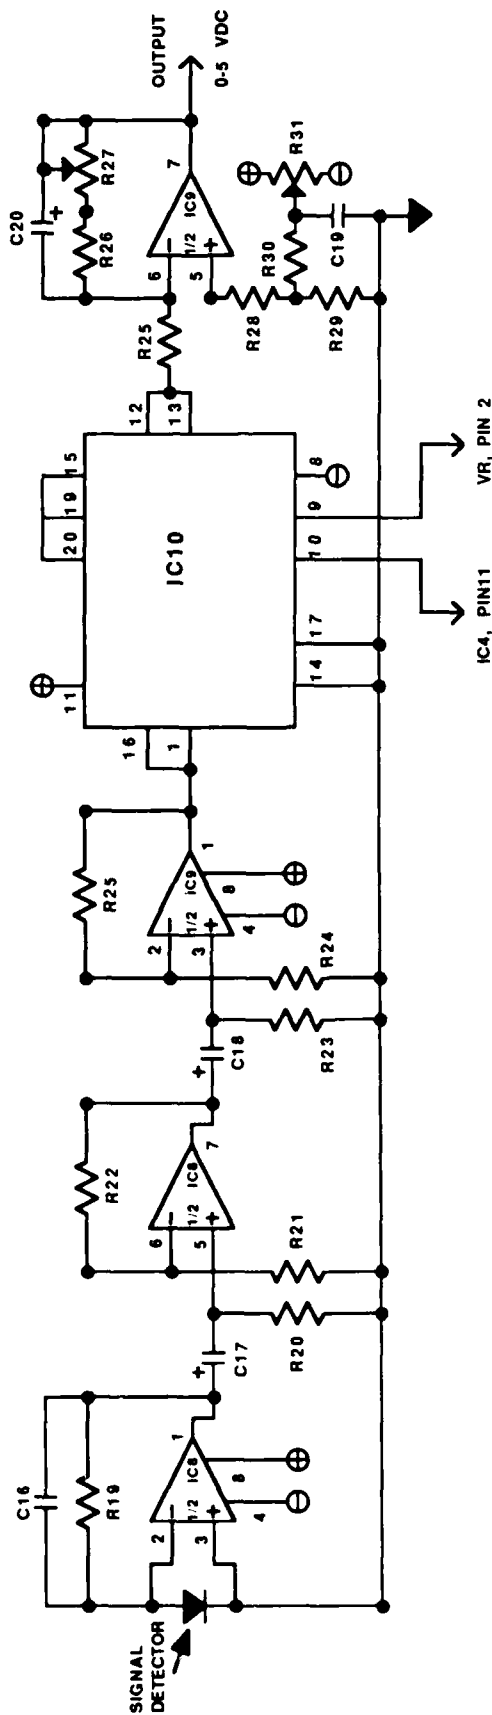 SIGNAL
DETECTOR
C16
R19
2
3
1/2
IC8
−
+
1
8
4
+
C17
R20
R21
R22
6
5
1/2
IC8
−
+
7
+
C18
R23
R24
R25
2
3
1/2
IC9
−
+
1
8
4
16
1
11
20
19
15
IC10
14
17
10
9
8
12
13
IC4, PIN11
VR, PIN 2
R25
C20
+
R26
R27
6
5
1/2
IC9
−
+
7
R28
R29
R30
C19
R31
OUTPUT
0-5 VDC